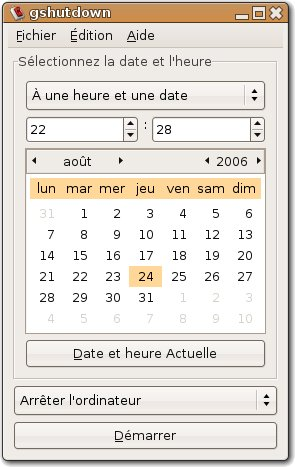 gshutdown
Fichier Édition Aide
Sélectionnez la date et l'heure
À une heure et une date
22 : 28
août 2006
lun mar mer jeu ven sam dim
31 1 2 3 4 5 6
7 8 9 10 11 12 13
14 15 16 17 18 19 20
21 22 23 24 25 26 27
28 29 30 31 1 2 3
4 5 6 7 8 9 10
Date et heure Actuelle
Arrêter l'ordinateur
Démarrer